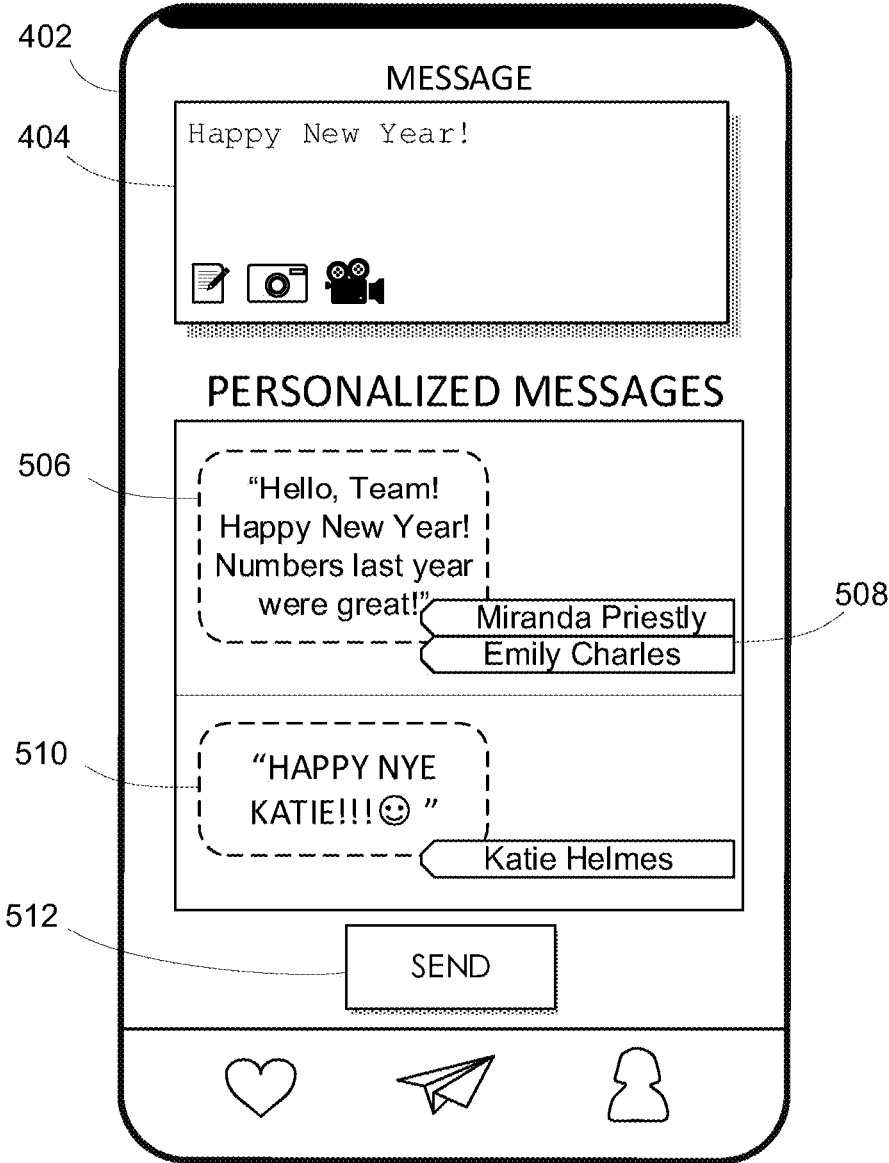 402
MESSAGE
404
Happy New Year!
PERSONALIZED MESSAGES
506
“Hello, Team!
Happy New Year!
Numbers last year
were great!”
508
Miranda Priestly
Emily Charles
510
“HAPPY NYE
KATIE!!!☺ ”
Katie Helmes
512
SEND